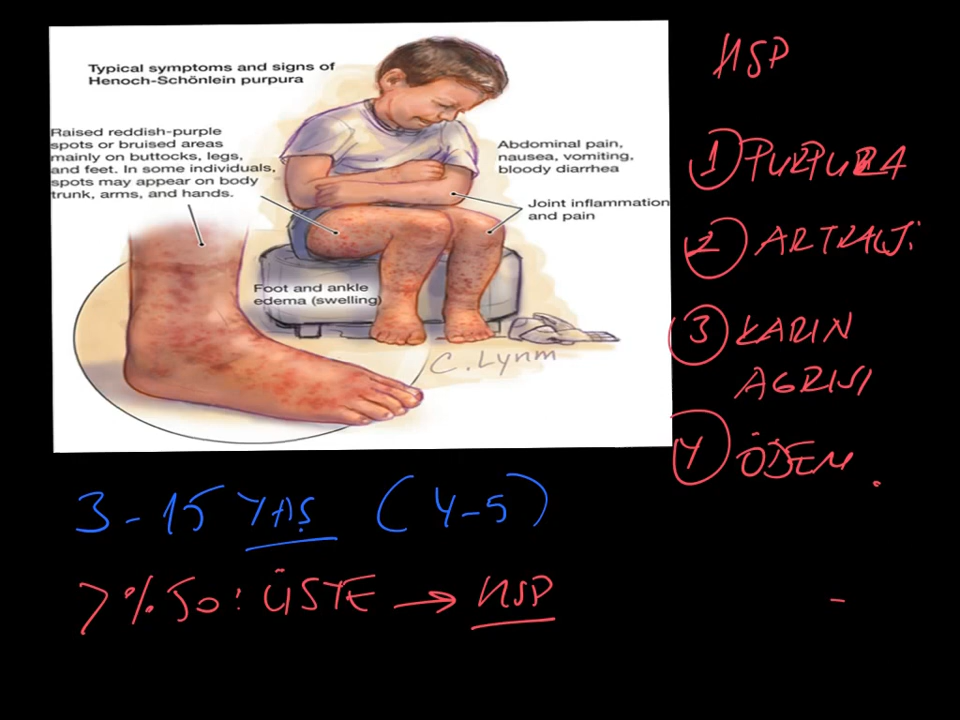 Typical symptoms and signs of
Henoch-Schönlein purpura
Raised reddish-purple
spots or bruised areas
mainly on buttocks, legs,
and feet. In some individuals,
spots may appear on body
trunk, arms, and hands.
Abdominal pain,
nausea, vomiting,
bloody diarrhea
Joint inflammation
and pain
Foot and ankle
edema (swelling)
C. Lynm
HSP
1 PURPURA
2 ARTRALJİ
3 KARIN
AGRISI
4 ÖDEM.
3-15 YAŞ (4-5)
>%50: ÜSTE → HSP